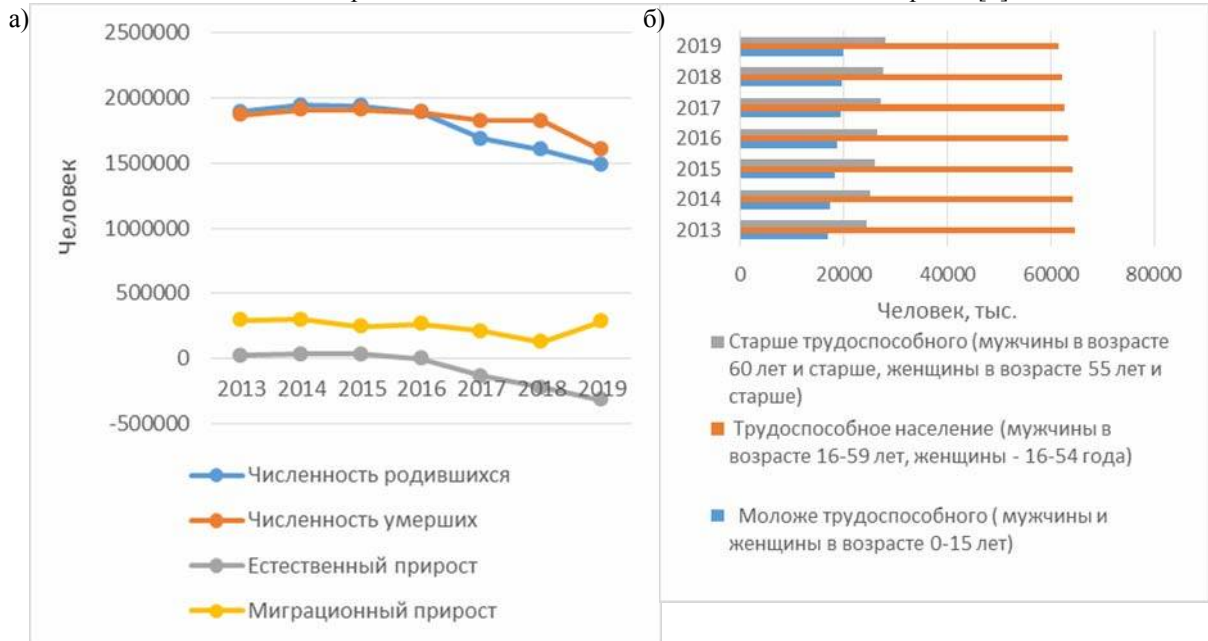 а)
2500000
2000000
1500000
1000000
500000
0
-500000
Человек
2013 2014 2015 2016 2017 2018 2019
Численность родившихся
Численность умерших
Естественный прирост
Миграционный прирост
б)
2019
2018
2017
2016
2015
2014
2013
0 20000 40000 60000 80000
Человек, тыс.
Старше трудоспособного (мужчины в возрасте
60 лет и старше, женщины в возрасте 55 лет и
старше)
Трудоспособное население (мужчины в
возрасте 16-59 лет, женщины - 16-54 года)
Моложе трудоспособного ( мужчины и
женщины в возрасте 0-15 лет)